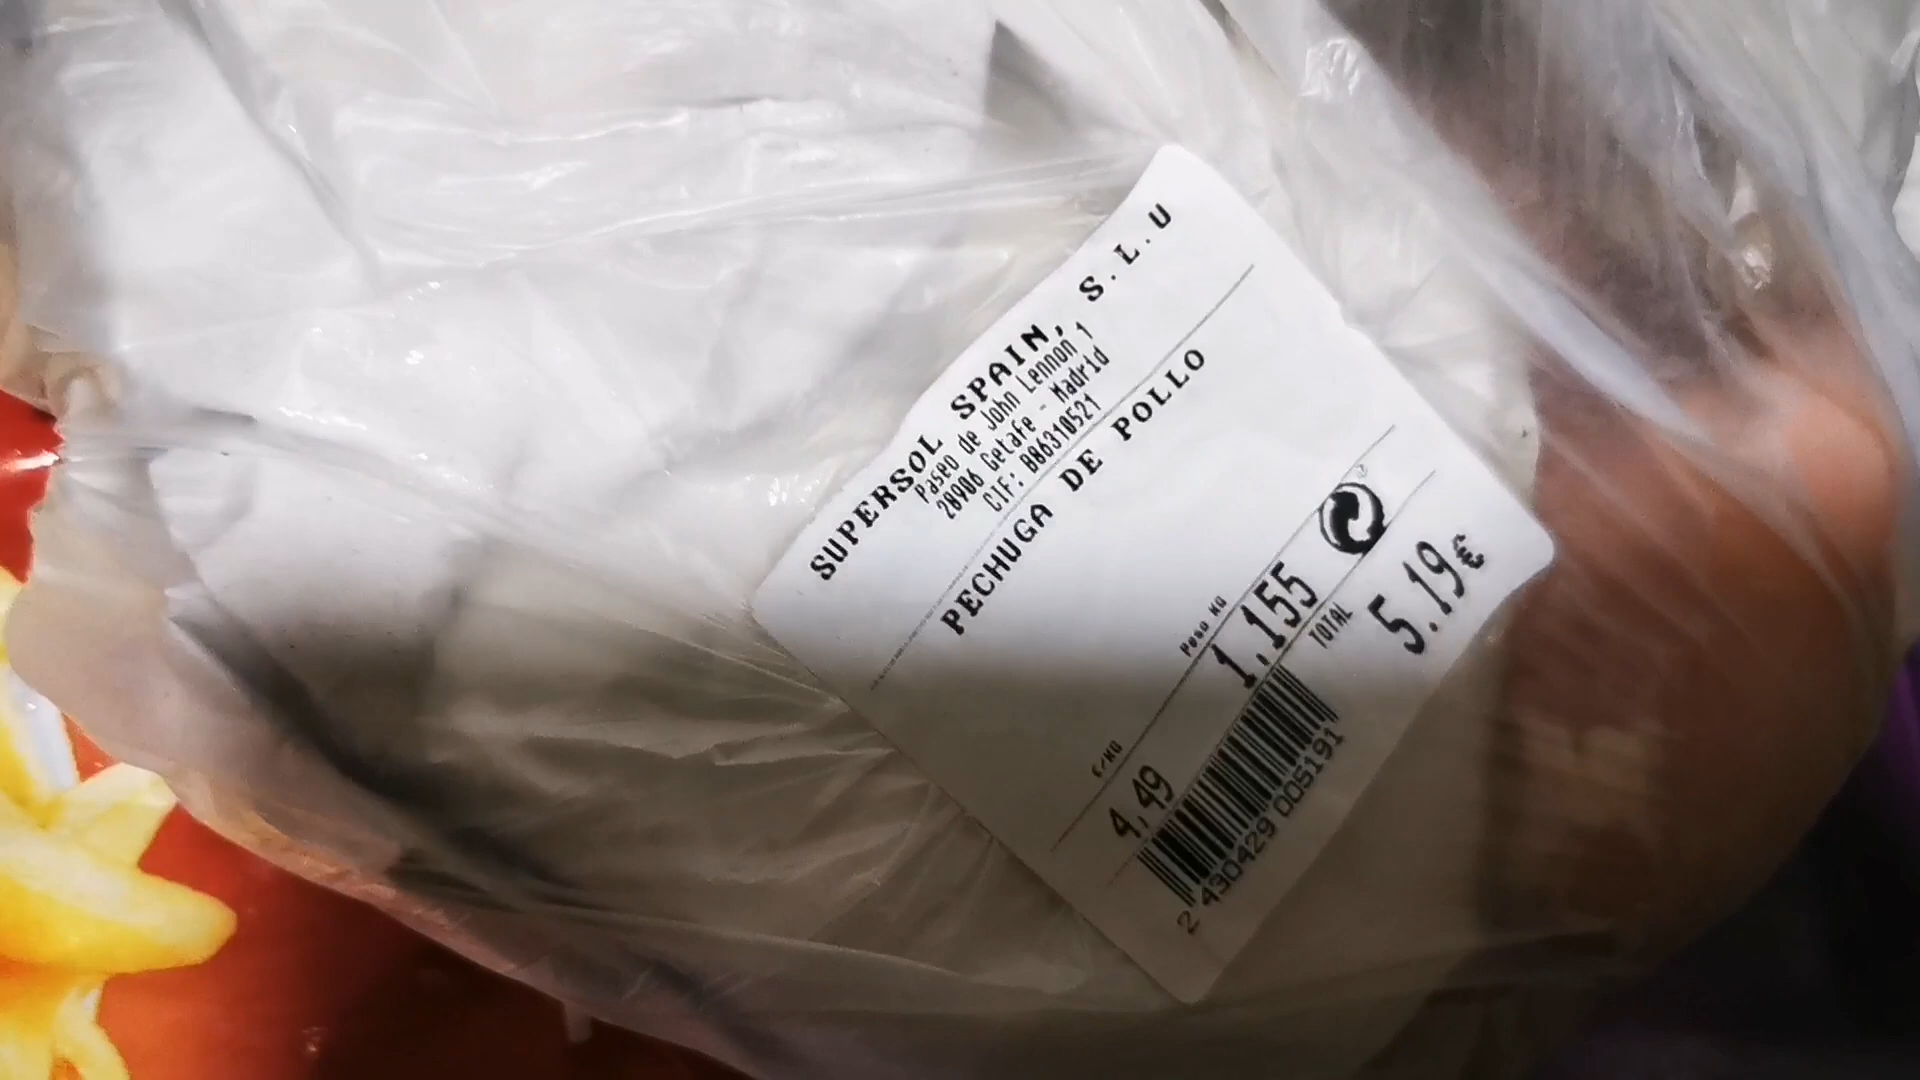 SUPERSOL SPAIN, S.L.U
Paseo de John Lennon 1
28906 Getafe - Madrid
CIF: B86310521
PECHUGA DE POLLO
€/KG
Peso KG
4,49
1,155
TOTAL
5.19€
2 430429 005191